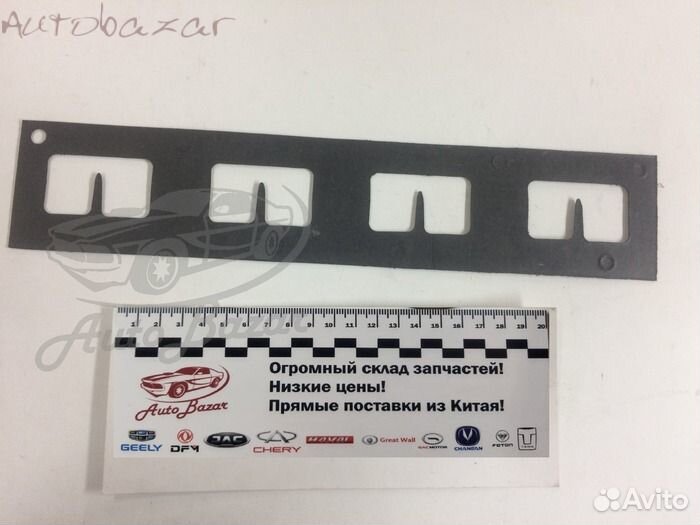 Autobazar
AutoBazar
1 2 3 4 5 6 7 8 9 10 11 12 13 14 15 16 17 18 19 20
Огромный склад запчастей!
Низкие цены!
Прямые поставки из Китая!
AutoBazar
GEELY DFM JAC CHERY HAVAL Great Wall GAC MOTOR CHANGAN FOTON
Avito